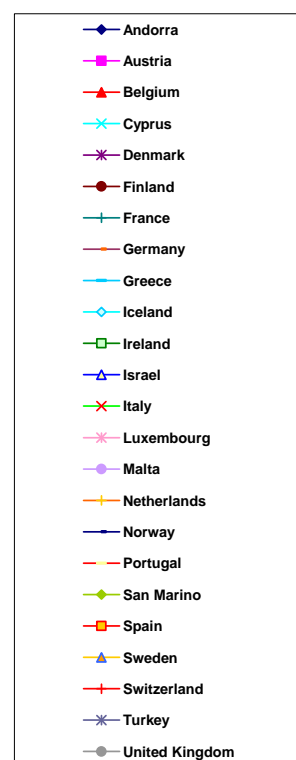 Andorra
Austria
Belgium
Cyprus
Denmark
Finland
France
Germany
Greece
Iceland
Ireland
Israel
Italy
Luxembourg
Malta
Netherlands
Norway
Portugal
San Marino
Spain
Sweden
Switzerland
Turkey
United Kingdom